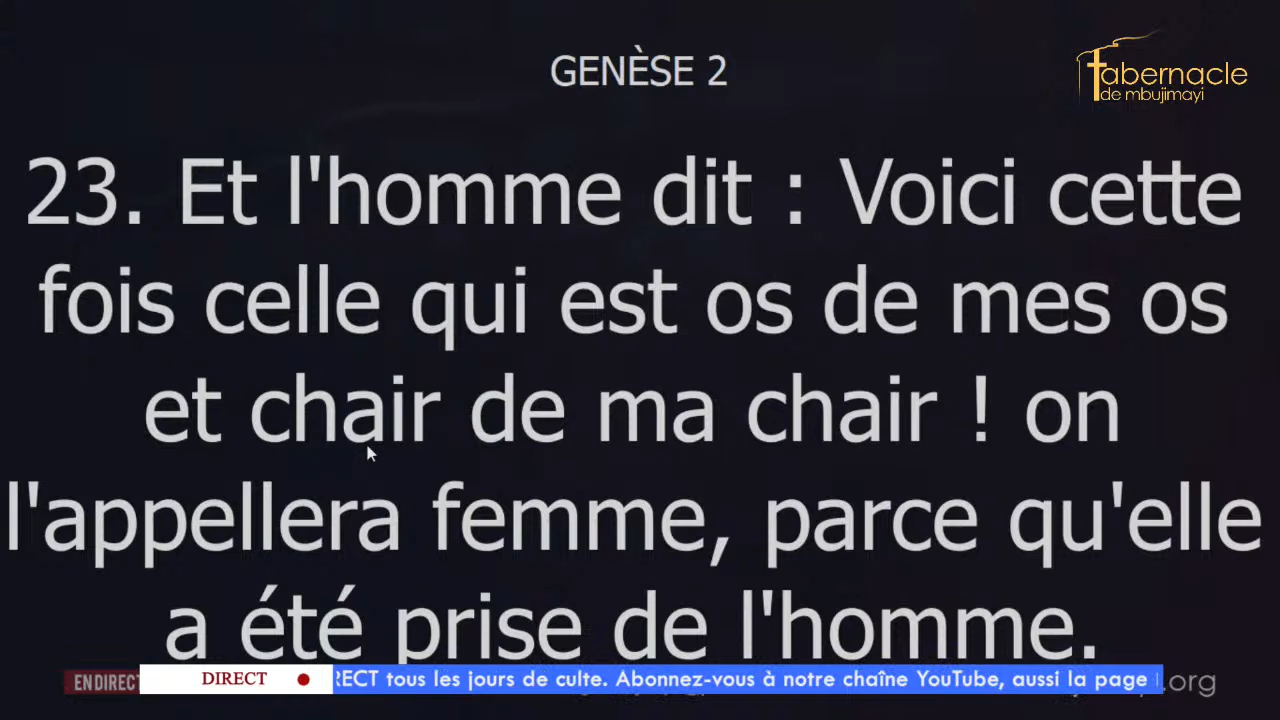 GENÈSE 2
Tabernacle
de mbujimayi
23. Et l'homme dit : Voici cette
fois celle qui est os de mes os
et chair de ma chair ! on
l'appellera femme, parce qu'elle
a été prise de l'homme.
EN DIRECT
DIRECT
RECT tous les jours de culte. Abonnez-vous à notre chaîne YouTube, aussi la page
.org